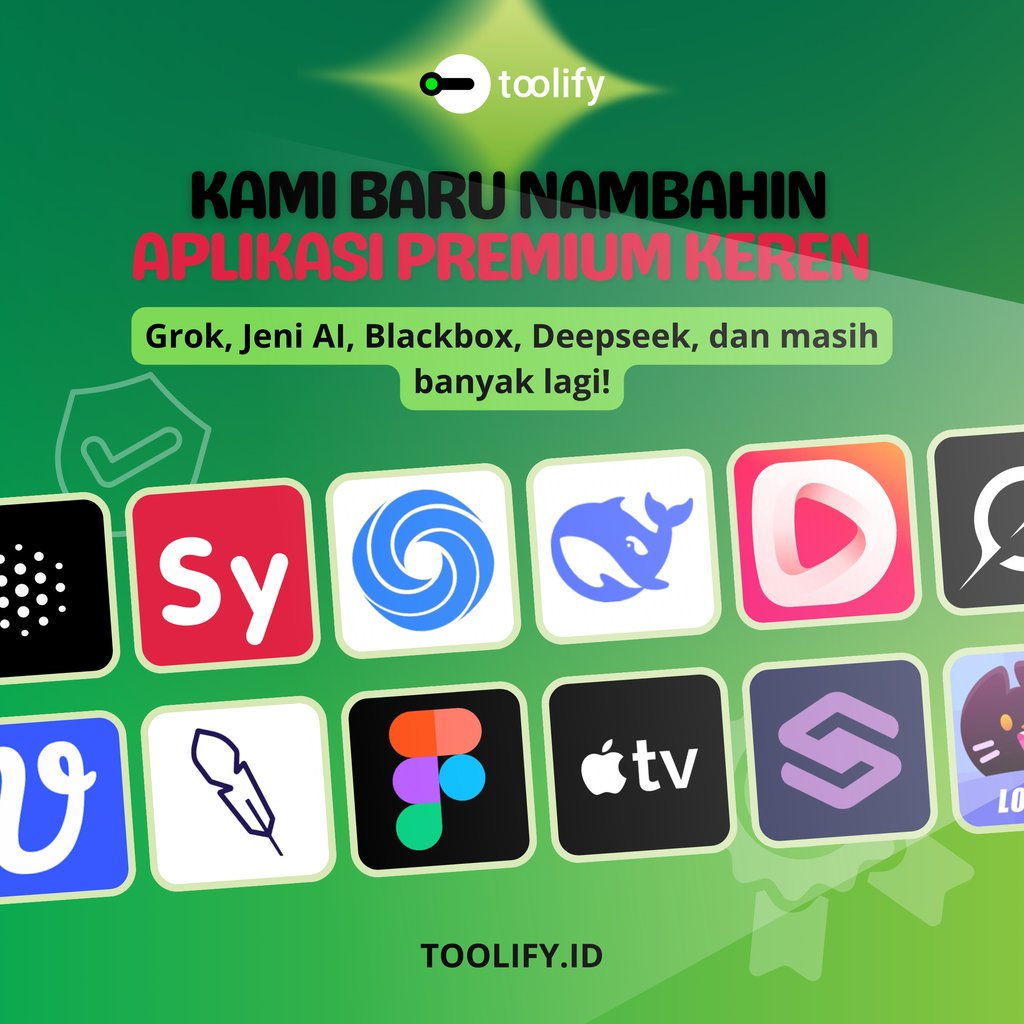 toolify
KAMI BARU NAMBAHIN
APLIKASI PREMIUM KEREN
Grok, Jeni AI, Blackbox, Deepseek, dan masih
banyak lagi!
Sy
tv
LO
TOOLIFY.ID